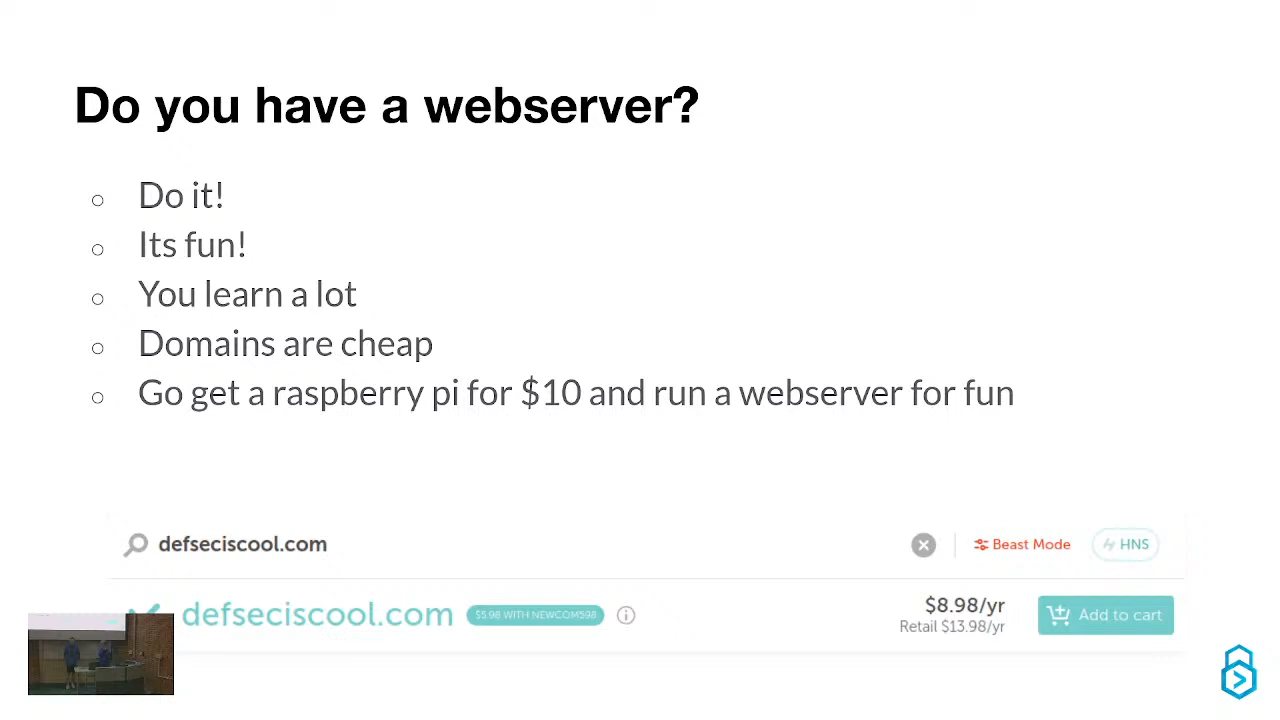 Do you have a webserver?
Do it!
Its fun!
You learn a lot
Domains are cheap
Go get a raspberry pi for $10 and run a webserver for fun
defseciscool.com
Beast Mode
HNS
defseciscool.com
$5.98 WITH NEWCOM598
$8.98/yr
Retail $13.98/yr
Add to cart